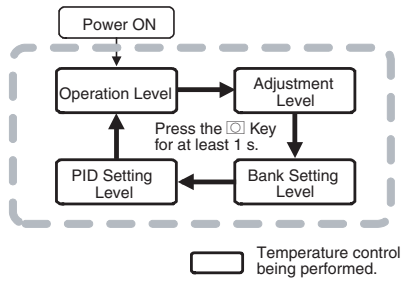 Power ON
Operation Level
Adjustment
Level
Press the Key
for at least 1 s.
PID Setting
Level
Bank Setting
Level
Temperature control
being performed.